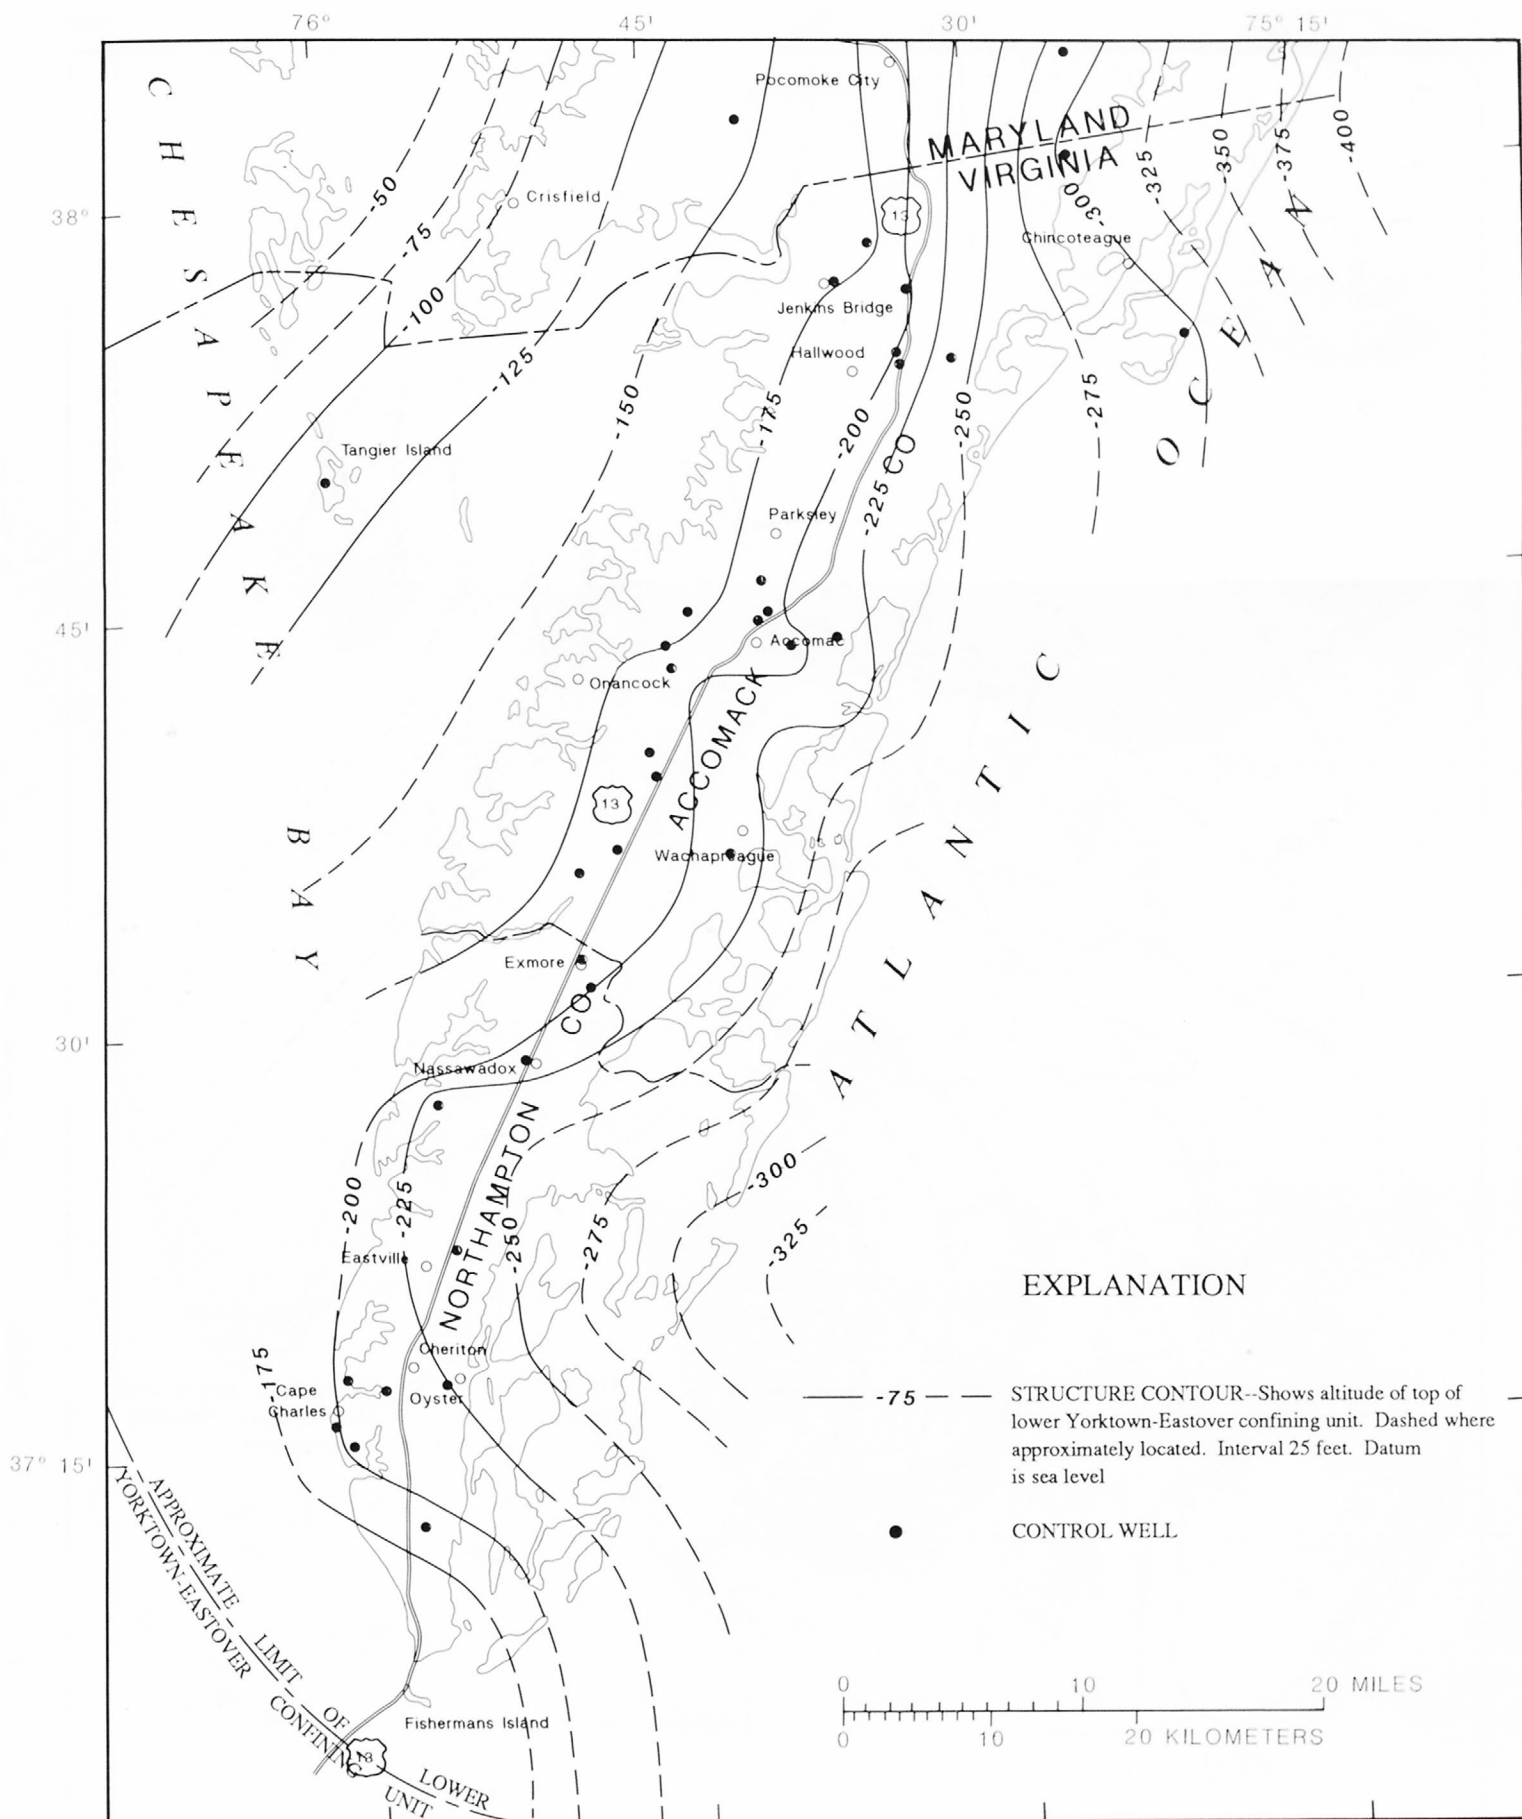 76°
45'
30'
75° 15'
Pocomoke City
MARYLAND
VIRGINIA
CHESAPEAKE
BAY
-50
-75
-100
-125
-150
-175
-200
-225
-250
-275
-300
-325
-350
-375
-400
38°
Crisfield
13
Chincoteague
Jenkins Bridge
Hallwood
Tangier Island
Parksley
45'
Accomac
Onancock
ACCOMACK CO
13
Wachapreague
ATLANTIC OCEAN
Exmore
30'
Nassawadox
NORTHAMPTON CO
-200
-225
-250
-275
-300
-325
Eastville
Cheriton
-175
Cape
Charles
Oyster
37° 15'
APPROXIMATE LIMIT OF LOWER
YORKTOWN-EASTOVER CONFINING UNIT
Fishermans Island
13
EXPLANATION
-75
STRUCTURE CONTOUR--Shows altitude of top of
lower Yorktown-Eastover confining unit. Dashed where
approximately located. Interval 25 feet. Datum
is sea level
CONTROL WELL
0 10 20 MILES
0 10 20 KILOMETERS